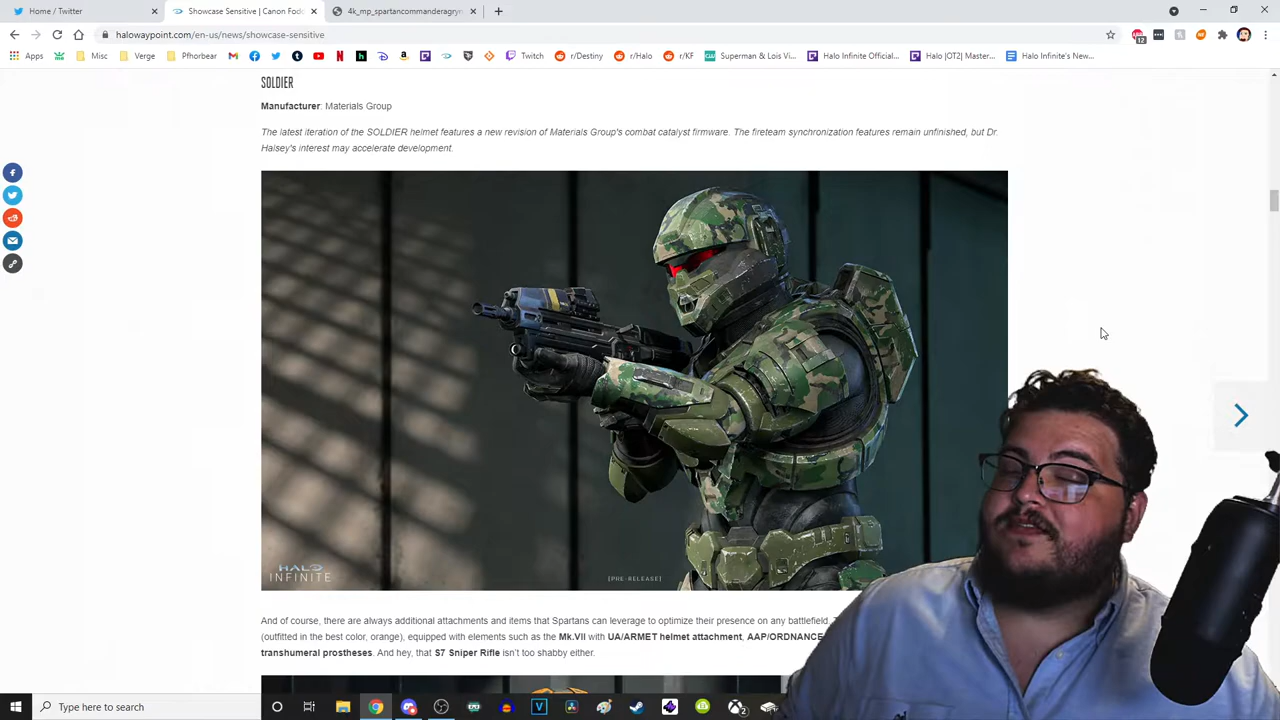 Home / Twitter
Showcase Sensitive | Canon Fod
4k_mp_spartancommanderagryn
halowaypoint.com/en-us/news/showcase-sensitive
12
Apps
Misc
Verge
Pfhorbear
Twitch
r/Destiny
r/Halo
r/KF
Superman & Lois Vi...
Halo Infinite Official...
Halo |OT2| Master...
Halo Infinite's New...
SOLDIER
Manufacturer: Materials Group
The latest iteration of the SOLDIER helmet features a new revision of Materials Group's combat catalyst firmware. The fireteam synchronization features remain unfinished, but Dr.
Halsey's interest may accelerate development.
HALO
INFINITE
[PRE-RELEASE]
And of course, there are always additional attachments and items that Spartans can leverage to optimize their presence on any battlefield.
(outfitted in the best color, orange), equipped with elements such as the Mk.VII with UA/ARMET helmet attachment, AAP/ORDNANCE
transhumeral prostheses. And hey, that S7 Sniper Rifle isn't too shabby either.
Type here to search